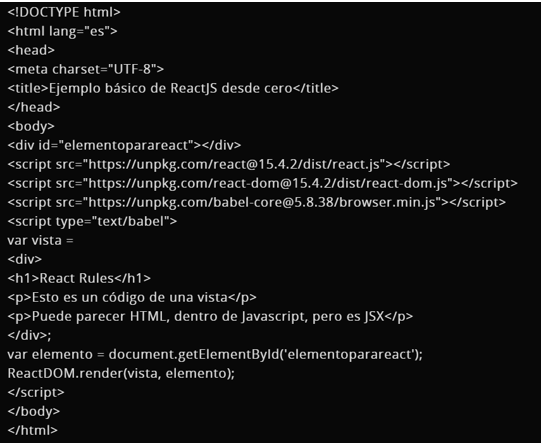 <!DOCTYPE html>
<html lang="es">
<head>
<meta charset="UTF-8">
<title>Ejemplo básico de ReactJS desde cero</title>
</head>
<body>
<div id="elementoparareact"></div>
<script src="https://unpkg.com/react@15.4.2/dist/react.js"></script>
<script src="https://unpkg.com/react-dom@15.4.2/dist/react-dom.js"></script>
<script src="https://unpkg.com/babel-core@5.8.38/browser.min.js"></script>
<script type="text/babel">
var vista =
<div>
<h1>React Rules</h1>
<p>Esto es un código de una vista</p>
<p>Puede parecer HTML, dentro de Javascript, pero es JSX</p>
</div>;
var elemento = document.getElementById('elementoparareact');
ReactDOM.render(vista, elemento);
</script>
</body>
</html>